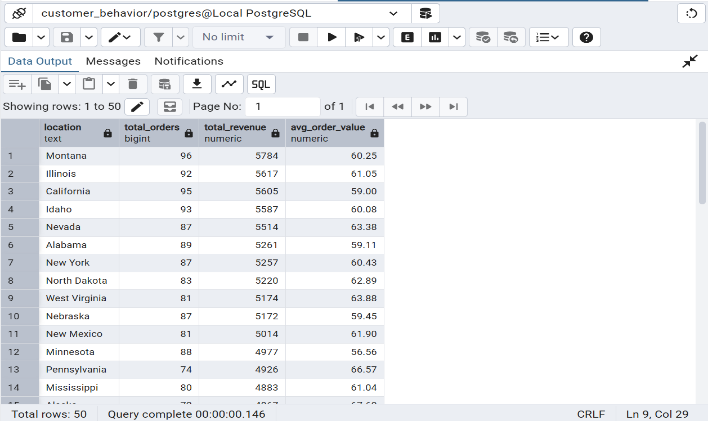 customer_behavior/postgres@Local PostgreSQL
No limit
E
Data Output Messages Notifications
SQL
Showing rows: 1 to 50 Page No: 1 of 1
location total_orders total_revenue avg_order_value
text bigint numeric numeric
1 Montana 96 5784 60.25
2 Illinois 92 5617 61.05
3 California 95 5605 59.00
4 Idaho 93 5587 60.08
5 Nevada 87 5514 63.38
6 Alabama 89 5261 59.11
7 New York 87 5257 60.43
8 North Dakota 83 5220 62.89
9 West Virginia 81 5174 63.88
10 Nebraska 87 5172 59.45
11 New Mexico 81 5014 61.90
12 Minnesota 88 4977 56.56
13 Pennsylvania 74 4926 66.57
14 Mississippi 80 4883 61.04
15 Alaska
Total rows: 50 Query complete 00:00:00.146 CRLF Ln 9, Col 29